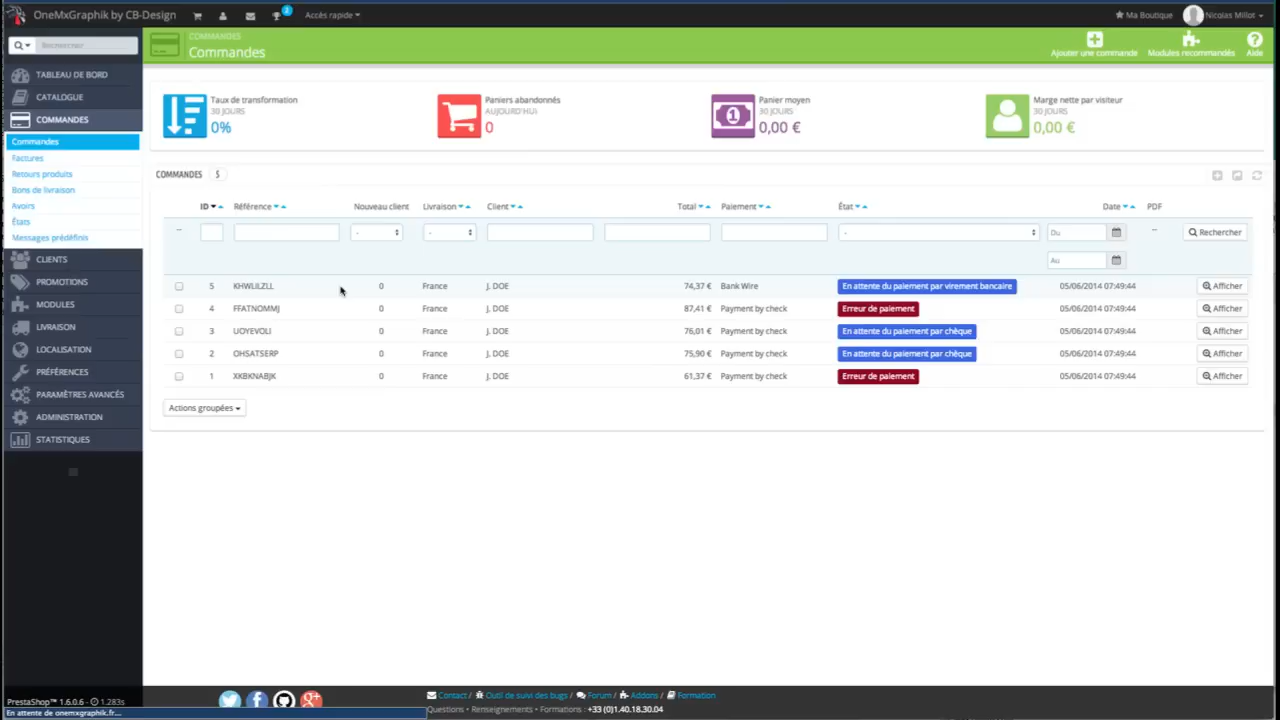 OneMxGraphik by CB-Design 2 Accès rapide Ma Boutique Nicolas Millot
Rechercher
COMMANDES
Commandes
Ajouter une commande Modules recommandés Aide
TABLEAU DE BORD
CATALOGUE
COMMANDES
Commandes
Factures
Retours produits
Bons de livraison
Avoirs
États
Messages prédéfinis
CLIENTS
PROMOTIONS
MODULES
LIVRAISON
LOCALISATION
PRÉFÉRENCES
PARAMÈTRES AVANCÉS
ADMINISTRATION
STATISTIQUES
Taux de transformation
30 JOURS
0%
Paniers abandonnés
AUJOURD'HUI
0
Panier moyen
30 JOURS
0,00 €
Marge nette par visiteur
30 JOURS
0,00 €
COMMANDES 5
ID Référence Nouveau client Livraison Client Total Paiement État Date PDF
-- - - - Du -- Rechercher
Au
5 KHWLILZLL 0 France J. DOE 74,37 € Bank Wire En attente du paiement par virement bancaire 05/06/2014 07:49:44 Afficher
4 FFATNOMMJ 0 France J. DOE 87,41 € Payment by check Erreur de paiement 05/06/2014 07:49:44 Afficher
3 UOYEVOLI 0 France J. DOE 76,01 € Payment by check En attente du paiement par chèque 05/06/2014 07:49:44 Afficher
2 OHSATSERP 0 France J. DOE 75,90 € Payment by check En attente du paiement par chèque 05/06/2014 07:49:44 Afficher
1 XKBKNABJK 0 France J. DOE 61,37 € Payment by check Erreur de paiement 05/06/2014 07:49:44 Afficher
Actions groupées
PrestaShop™ 1.6.0.6 - 1.283s
En attente de onemxgraphik.fr...
Contact / Outil de suivi des bugs / Forum / Addons / Formation
Questions • Renseignements • Formations : +33 (0)1.40.18.30.04